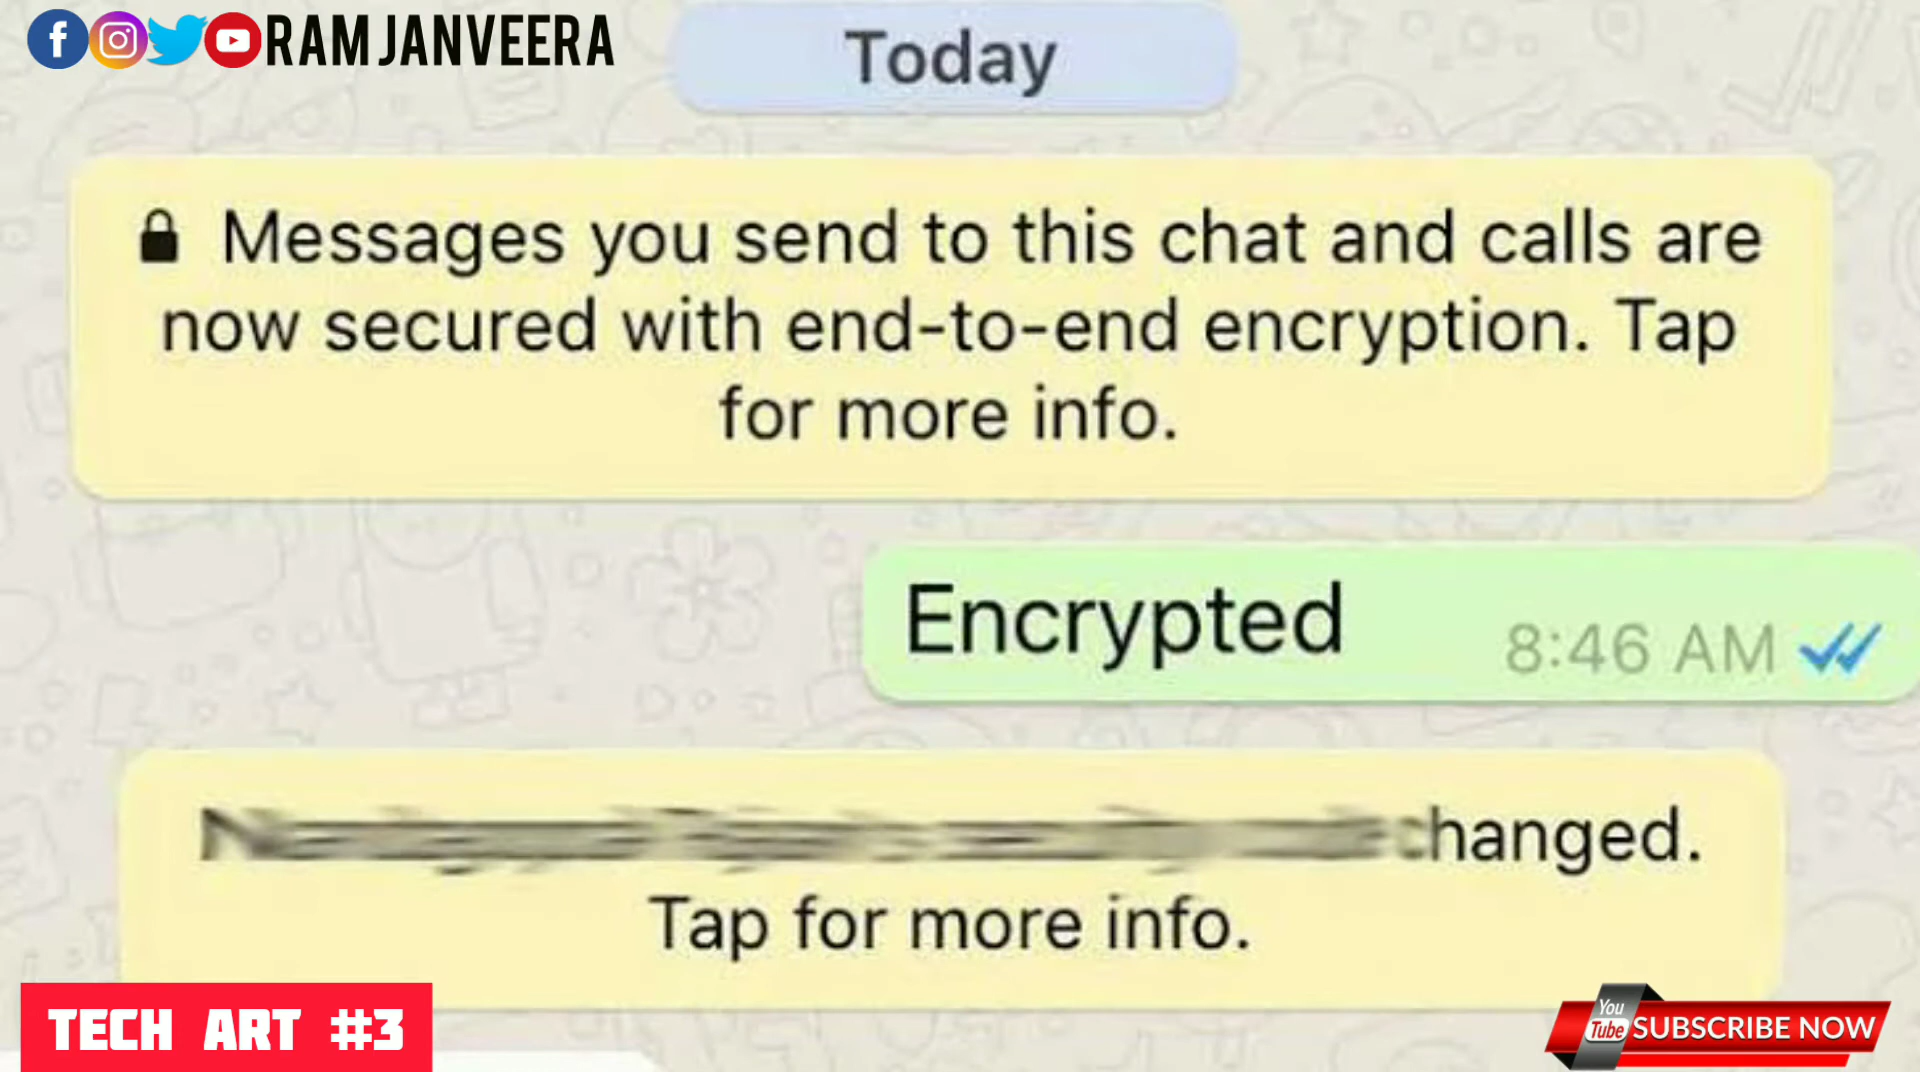 RAMJANVEERA
Today
Messages you send to this chat and calls are
now secured with end-to-end encryption. Tap
for more info.
Encrypted
8:46 AM
changed.
Tap for more info.
TECH ART #3
You
Tube
SUBSCRIBE NOW